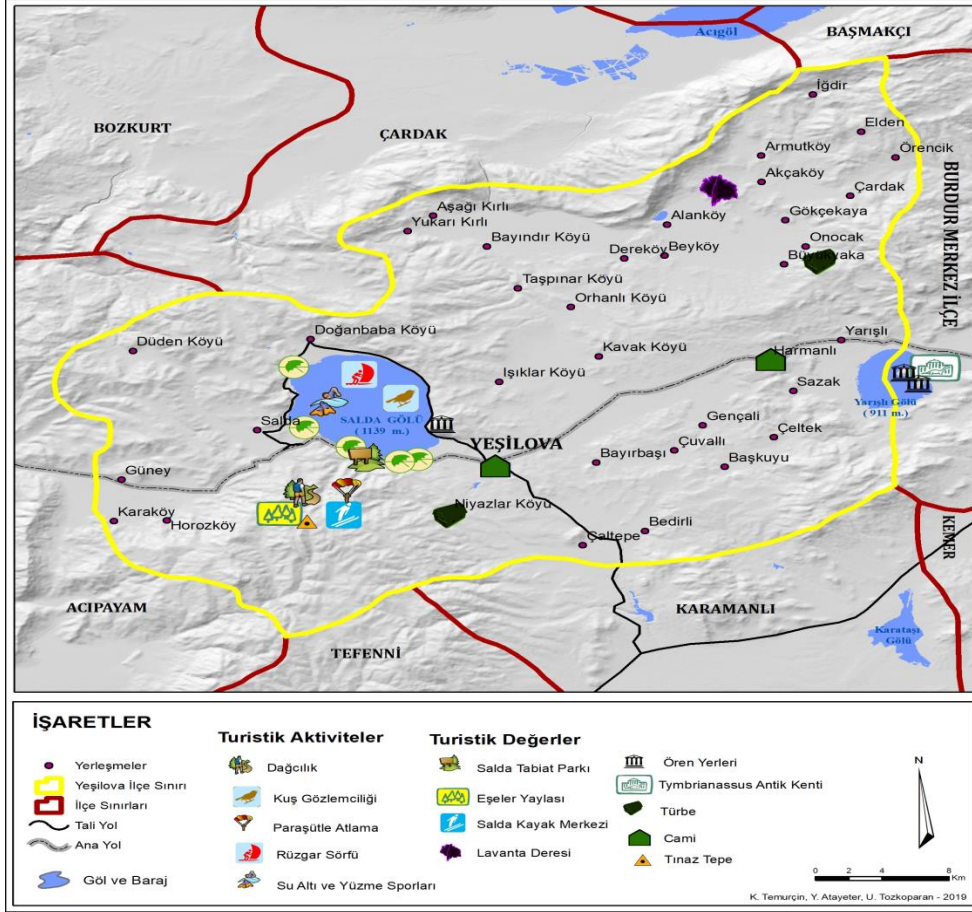 Acıgöl
BAŞMAKÇI
İğdir
BOZKURT
ÇARDAK
Elden
Armutköy
Örencik
Akçaköy
BURDUR MERKEZ İLÇE
Çardak
Aşağı Kırlı
Yukarı Kırlı
Alanköy
Gökçekaya
Bayındır Köyü
Onocak
Dereköy
Beyköy
Büyükyaka
Taşpınar Köyü
Orhanlı Köyü
Doğanbaba Köyü
Yarışlı
Düden Köyü
Kavak Köyü
Harmanlı
Işıklar Köyü
Sazak
Yarışlı Gölü
(911 m.)
Salda
SALDA GÖLÜ
(1139 m.)
Gençali
YEŞİLOVA
Çuvallı
Çeltek
Bayırbaşı
Başkuyu
Güney
Niyazlar Köyü
Karaköy
Horozköy
Bedirli
Çaltepe
KEMER
ACIPAYAM
KARAMANLI
TEFENNİ
Karataşı
Gölü
İŞARETLER
Yerleşmeler
Yeşilova İlçe Sınırı
İlçe Sınırları
Tali Yol
Ana Yol
Göl ve Baraj
Turistik Aktiviteler
Dağcılık
Kuş Gözlemciliği
Paraşütle Atlama
Rüzgar Sörfü
Su Altı ve Yüzme Sporları
Turistik Değerler
Salda Tabiat Parkı
Eşeler Yaylası
Salda Kayak Merkezi
Lavanta Deresi
Ören Yerleri
Tymbrianassus Antik Kenti
Türbe
Cami
Tınaz Tepe
N
0 2 4 8
Km
K. Temurçin, Y. Atayeter, U. Tozkoparan - 2019